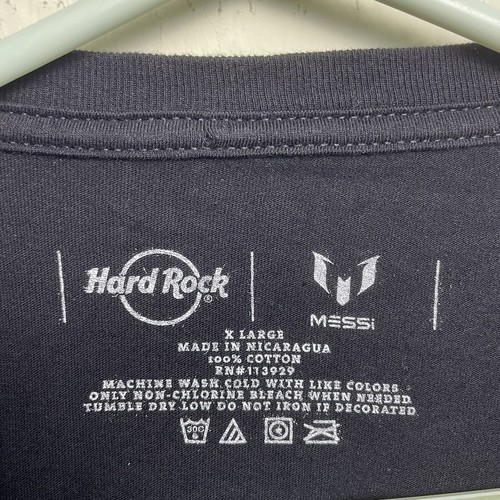 Hard Rock®
MESSi
X LARGE
MADE IN NICARAGUA
100% COTTON
RN#113929
MACHINE WASH COLD WITH LIKE COLORS
ONLY NON-CHLORINE BLEACH WHEN NEEDED
TUMBLE DRY LOW DO NOT IRON IF DECORATED
30C